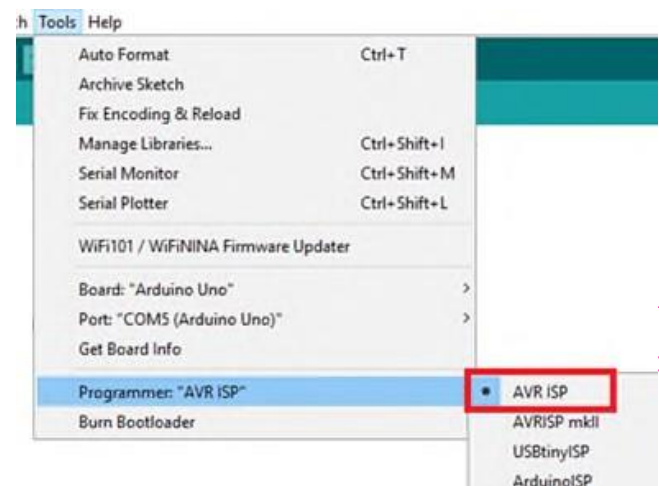 h Tools Help
Auto Format Ctrl+T
Archive Sketch
Fix Encoding & Reload
Manage Libraries... Ctrl+Shift+I
Serial Monitor Ctrl+Shift+M
Serial Plotter Ctrl+Shift+L
WiFi101 / WiFiNINA Firmware Updater
Board: "Arduino Uno"
Port: "COM5 (Arduino Uno)"
Get Board Info
Programmer: "AVR ISP"
AVR ISP
Burn Bootloader
AVRISP mkII
USBtinyISP
ArduinoISP